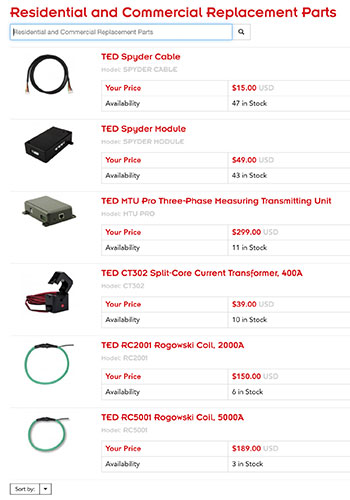 Residential and Commercial Replacement Parts
Residential and Commercial Replacement Parts
TED Spyder Cable
Model: SPYDER CABLE
Your Price $15.00 USD
Availability 47 in Stock
TED Spyder Module
Model: SPYDER MODULE
Your Price $49.00 USD
Availability 43 in Stock
TED MTU Pro Three-Phase Measuring Transmitting Unit
Model: MTU PRO
Your Price $299.00 USD
Availability 11 in Stock
TED CT302 Split-Core Current Transformer, 400A
Model: CT302
Your Price $39.00 USD
Availability 10 in Stock
TED RC2001 Rogowski Coil, 2000A
Model: RC2001
Your Price $150.00 USD
Availability 6 in Stock
TED RC5001 Rogowski Coil, 5000A
Model: RC5001
Your Price $189.00 USD
Availability 3 in Stock
Sort by: